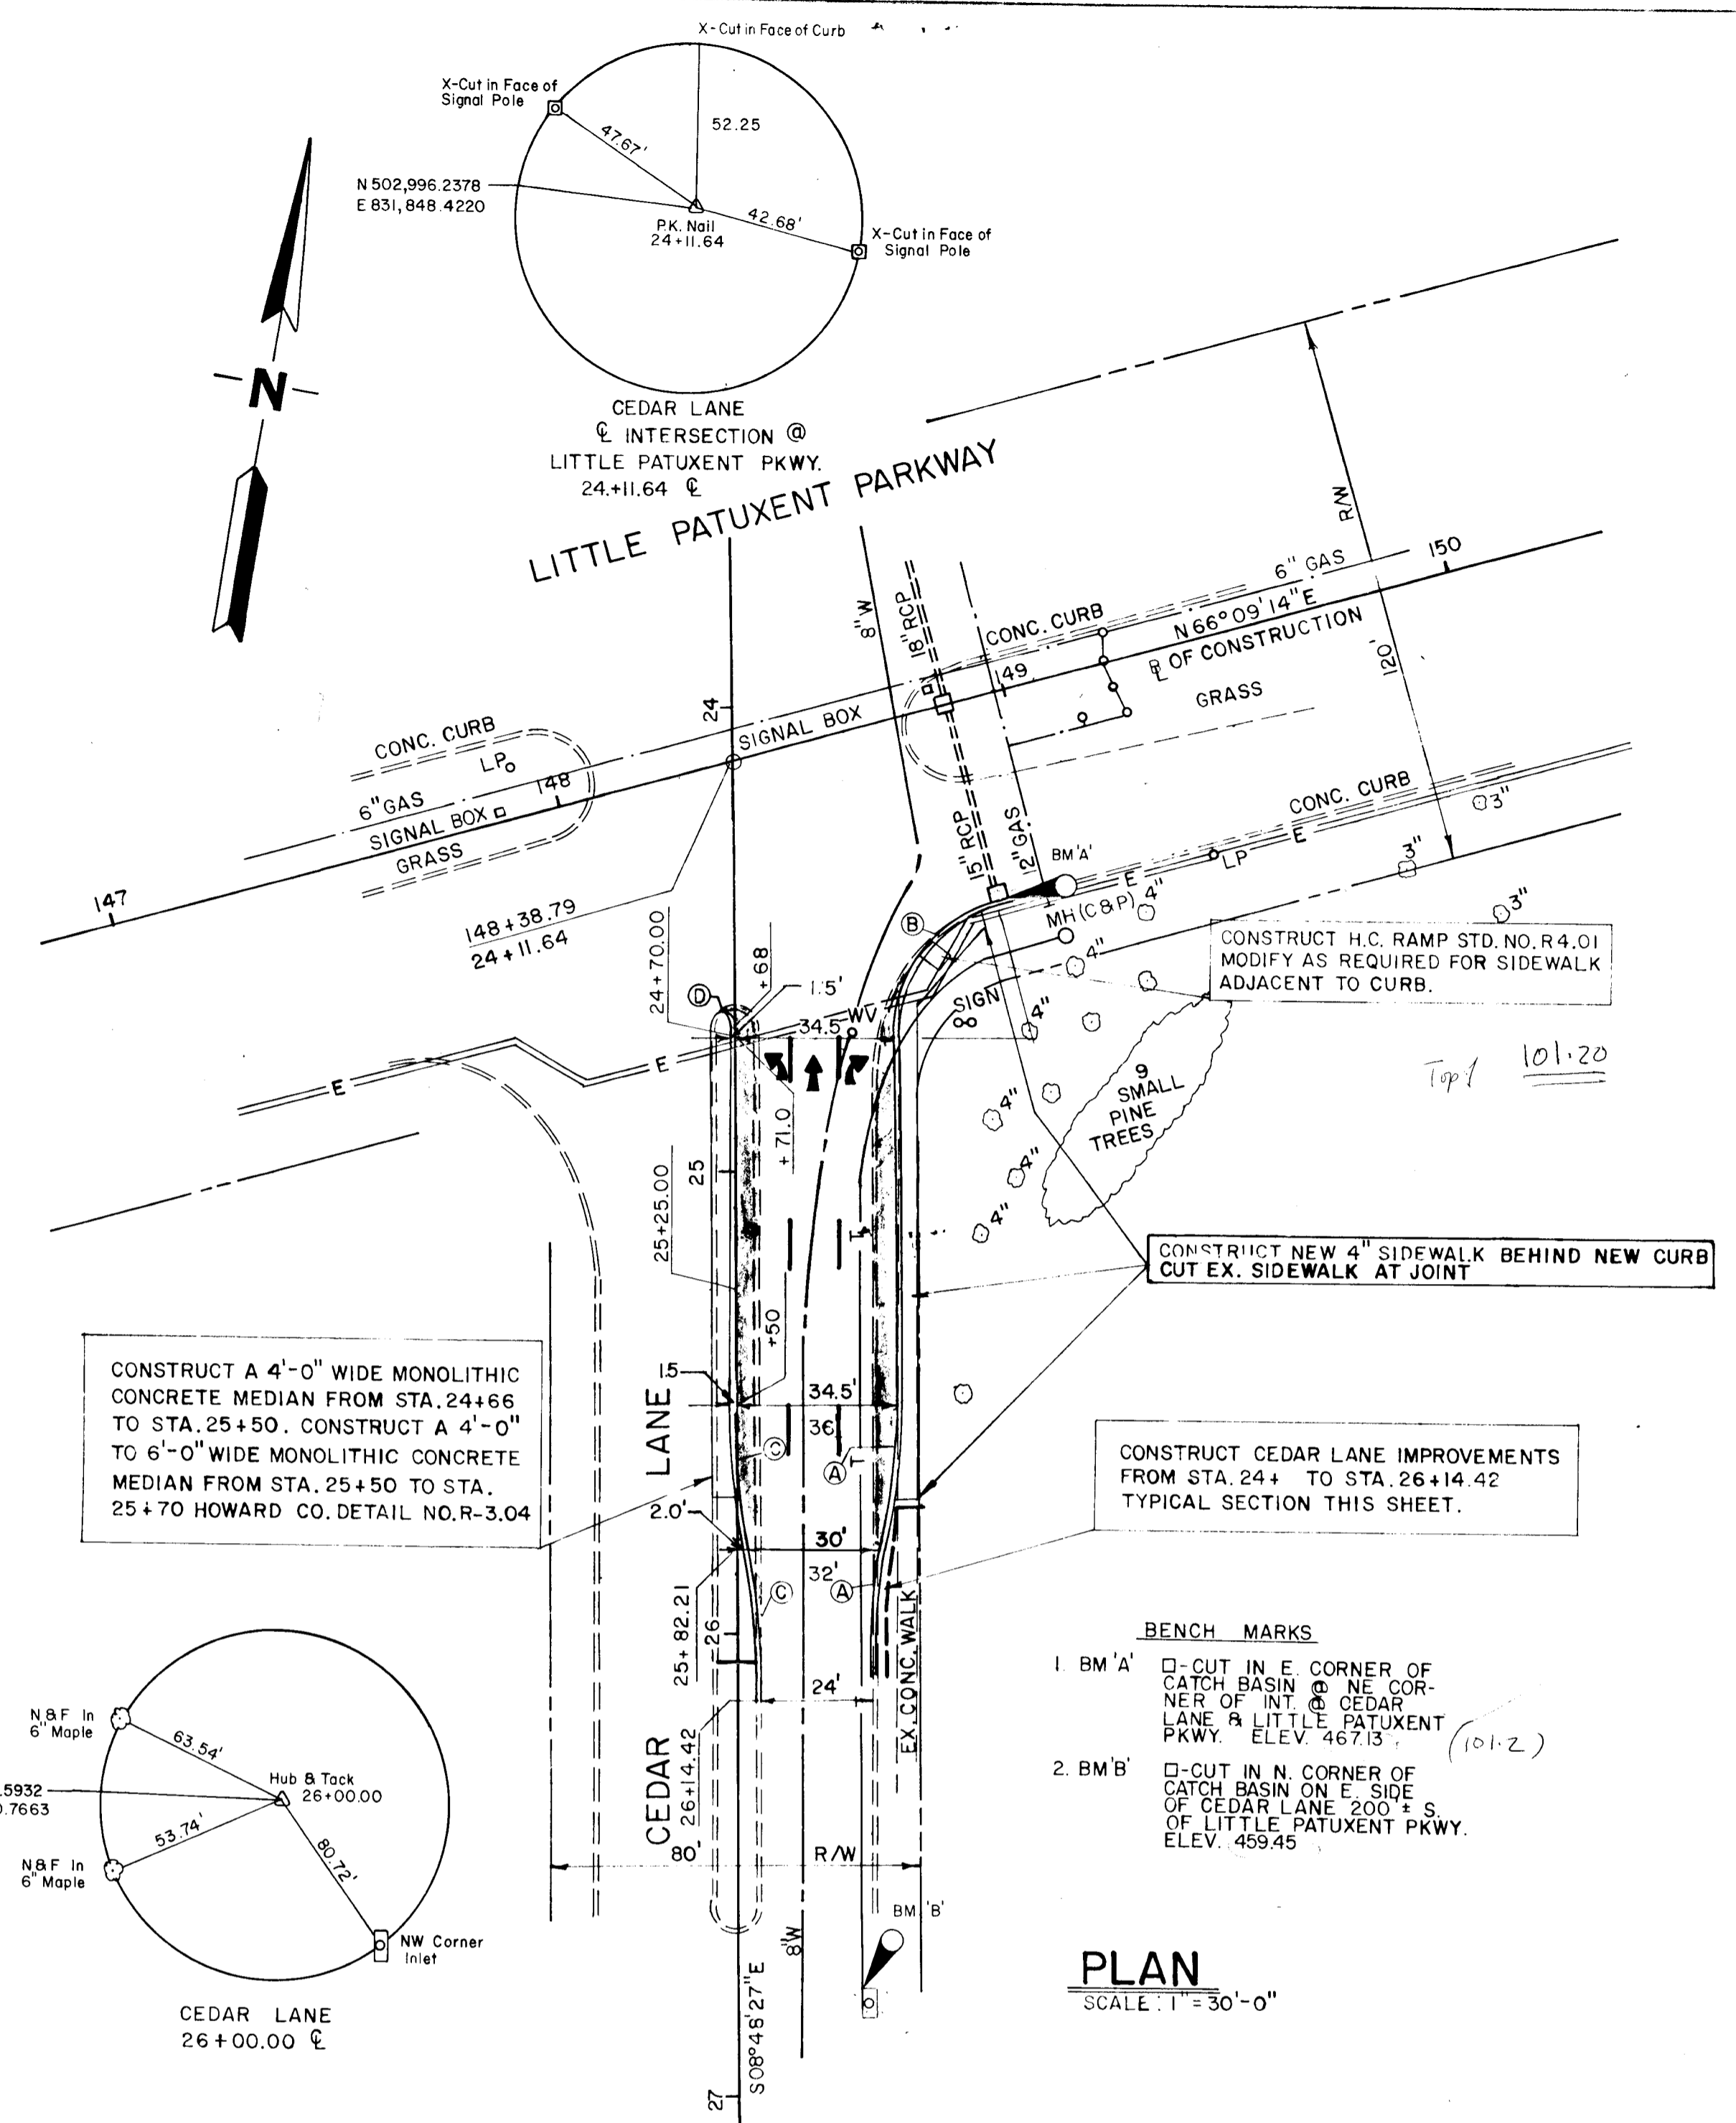 X-Cut in Face of Curb
X-Cut in Face of
Signal Pole
47.67'
52.25
N 502,996.2378
E 831,848.4220
P.K. Nail
24+11.64
42.68'
X-Cut in Face of
Signal Pole
N
CEDAR LANE
℄ INTERSECTION @
LITTLE PATUXENT PKWY.
24.+11.64 ℄
LITTLE PATUXENT PARKWAY
R/W
150
6" GAS
N 66°09'14"E
℄ OF CONSTRUCTION
CONC. CURB
8" W
18" RCP
149
GRASS
120'
24
SIGNAL BOX
CONC. CURB
LP
148
6" GAS
SIGNAL BOX
GRASS
147
148+38.79
24+11.64
15" RCP
12" GAS
BM 'A'
CONC. CURB
E
LP
E
3"
3"
3"
4"
MH (C&P)
4"
4"
B
CONSTRUCT H.C. RAMP STD. NO. R4.01
MODIFY AS REQUIRED FOR SIDEWALK
ADJACENT TO CURB.
24+70.00
+68
D
1.5'
34.5'
WV
SIGN
E
E
9
SMALL
PINE
TREES
Top of 101.20
4"
4"
4"
+71.0
25
25+25.00
T
CONSTRUCT NEW 4" SIDEWALK BEHIND NEW CURB
CUT EX. SIDEWALK AT JOINT
+50
CONSTRUCT A 4'-0" WIDE MONOLITHIC
CONCRETE MEDIAN FROM STA. 24+66
TO STA. 25+50. CONSTRUCT A 4'-0"
TO 6'-0" WIDE MONOLITHIC CONCRETE
MEDIAN FROM STA. 25+50 TO STA.
25+70 HOWARD CO. DETAIL NO. R-3.04
1.5
34.5'
36'
C
A
T
CONSTRUCT CEDAR LANE IMPROVEMENTS
FROM STA. 24+ TO STA. 26+14.42
TYPICAL SECTION THIS SHEET.
2.0'
30'
32'
C
A
25+82.21
26
EX. CONC. WALK
24'
26+14.42
CEDAR LANE
80' R/W
BENCH MARKS
1. BM 'A' □-CUT IN E. CORNER OF
CATCH BASIN @ NE COR-
NER OF INT. @ CEDAR
LANE & LITTLE PATUXENT
PKWY. ELEV. 467.13
(101.2)
2. BM 'B' □-CUT IN N. CORNER OF
CATCH BASIN ON E. SIDE
OF CEDAR LANE 200'± S.
OF LITTLE PATUXENT PKWY.
ELEV. 459.45
N&F In
6" Maple
63.54'
.5932
.7663
Hub & Tack
26+00.00
53.74'
80.72'
N&F In
6" Maple
NW Corner
Inlet
CEDAR LANE
26+00.00 ℄
8"W
BM 'B'
S08°48'27"E
27
PLAN
SCALE: 1"=30'-0"